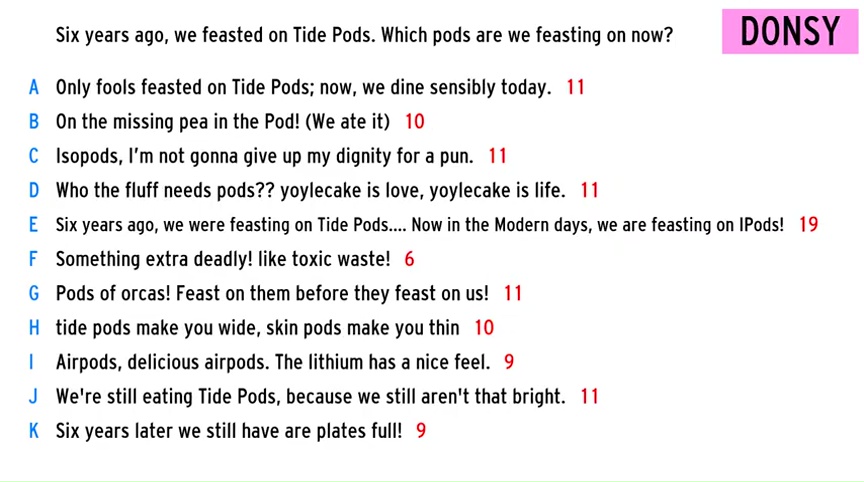 Six years ago, we feasted on Tide Pods. Which pods are we feasting on now?
DONSY
A Only fools feasted on Tide Pods; now, we dine sensibly today. 11
B On the missing pea in the Pod! (We ate it) 10
C Isopods, I'm not gonna give up my dignity for a pun. 11
D Who the fluff needs pods?? yoylecake is love, yoylecake is life. 11
E Six years ago, we were feasting on Tide Pods.... Now in the Modern days, we are feasting on IPods! 19
F Something extra deadly! like toxic waste! 6
G Pods of orcas! Feast on them before they feast on us! 11
H tide pods make you wide, skin pods make you thin 10
I Airpods, delicious airpods. The lithium has a nice feel. 9
J We're still eating Tide Pods, because we still aren't that bright. 11
K Six years later we still have are plates full! 9